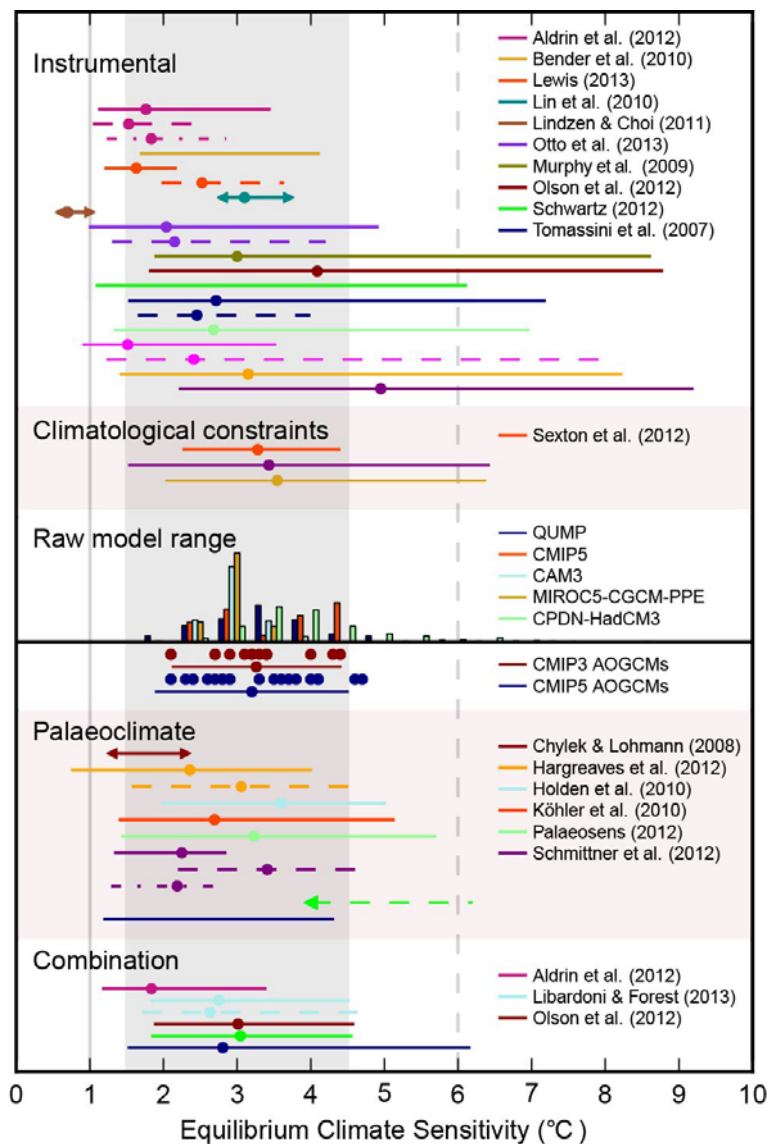 Instrumental
Aldrin et al. (2012)
Bender et al. (2010)
Lewis (2013)
Lin et al. (2010)
Lindzen & Choi (2011)
Otto et al. (2013)
Murphy et al. (2009)
Olson et al. (2012)
Schwartz (2012)
Tomassini et al. (2007)
Climatological constraints
Sexton et al. (2012)
Raw model range
QUMP
CMIP5
CAM3
MIROC5-CGCM-PPE
CPDN-HadCM3
CMIP3 AOGCMs
CMIP5 AOGCMs
Palaeoclimate
Chylek & Lohmann (2008)
Hargreaves et al. (2012)
Holden et al. (2010)
Köhler et al. (2010)
Palaeosens (2012)
Schmittner et al. (2012)
Combination
Aldrin et al. (2012)
Libardoni & Forest (2013)
Olson et al. (2012)
0 1 2 3 4 5 6 7 8 9 10
Equilibrium Climate Sensitivity (°C)